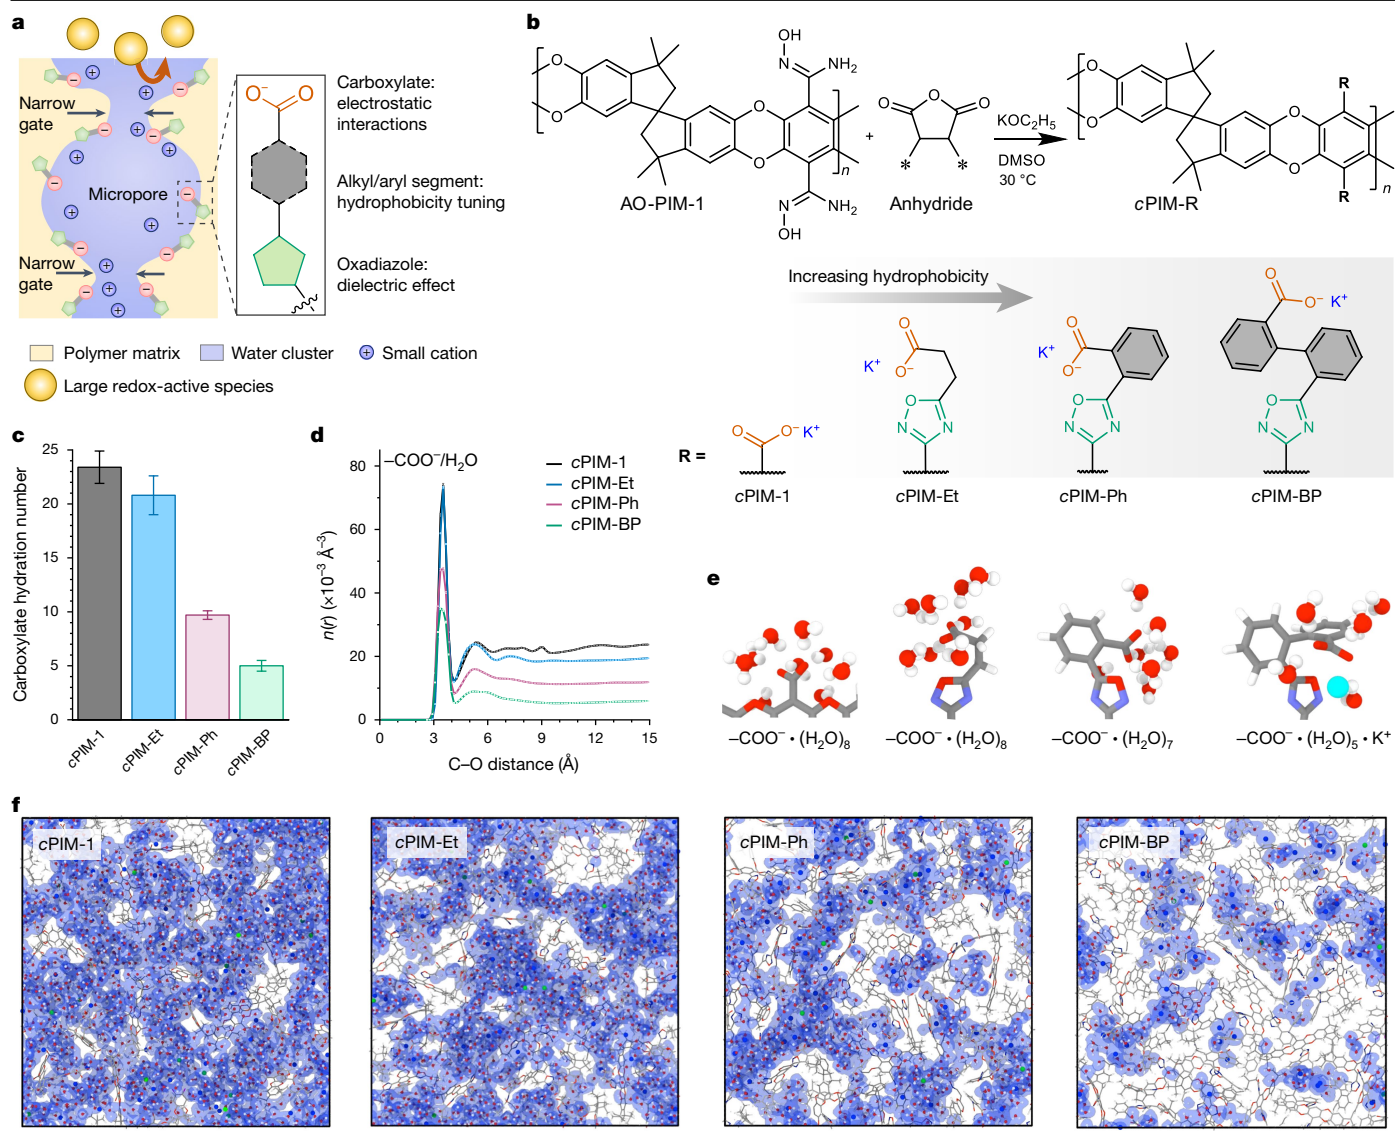 a
Narrow
gate
Micropore
Narrow
gate
O⁻
O
Carboxylate:
electrostatic
interactions
Alkyl/aryl segment:
hydrophobicity tuning
Oxadiazole:
dielectric effect
Polymer matrix
Water cluster
Small cation
Large redox-active species
b
OH
N
NH₂
O
O
O
O
n
N
NH₂
OH
AO-PIM-1
+
O
O
O
*
*
Anhydride
KOC₂H₅
DMSO
30 °C
O
O
O
O
R
R
n
cPIM-R
Increasing hydrophobicity
R =
O
O⁻ K⁺
cPIM-1
O
K⁺
O⁻
O
N
N
cPIM-Et
O
K⁺
O⁻
O
N
N
cPIM-Ph
O
O⁻ K⁺
O
N
N
cPIM-BP
c
Carboxylate hydration number
25
20
15
10
5
0
cPIM-1
cPIM-Et
cPIM-Ph
cPIM-BP
d
–COO⁻/H₂O
cPIM-1
cPIM-Et
cPIM-Ph
cPIM-BP
n(r) (×10⁻³ Å⁻³)
80
60
40
20
0
0 3 6 9 12 15
C–O distance (Å)
e
–COO⁻ • (H₂O)₈
–COO⁻ • (H₂O)₈
–COO⁻ • (H₂O)₇
–COO⁻ • (H₂O)₅ • K⁺
f
cPIM-1
cPIM-Et
cPIM-Ph
cPIM-BP